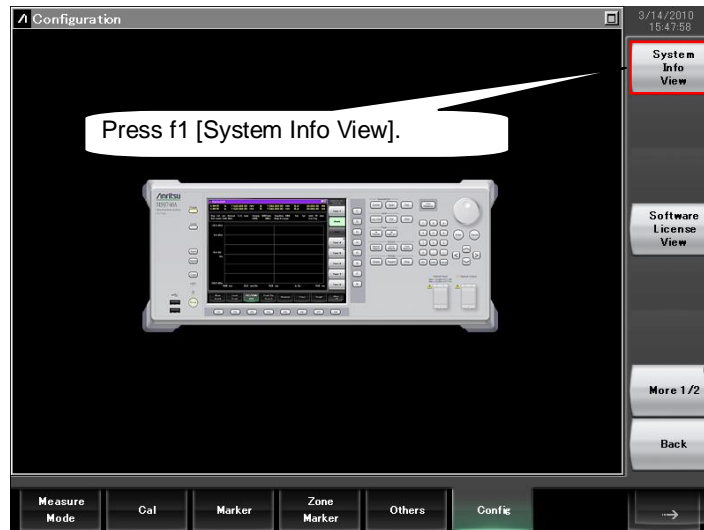 Configuration
3/14/2010
15:47:58
System
Info
View
Press f1 [System Info View].
Anritsu
Software
License
View
More 1/2
Back
Measure
Mode
Cal
Marker
Zone
Marker
Others
Config